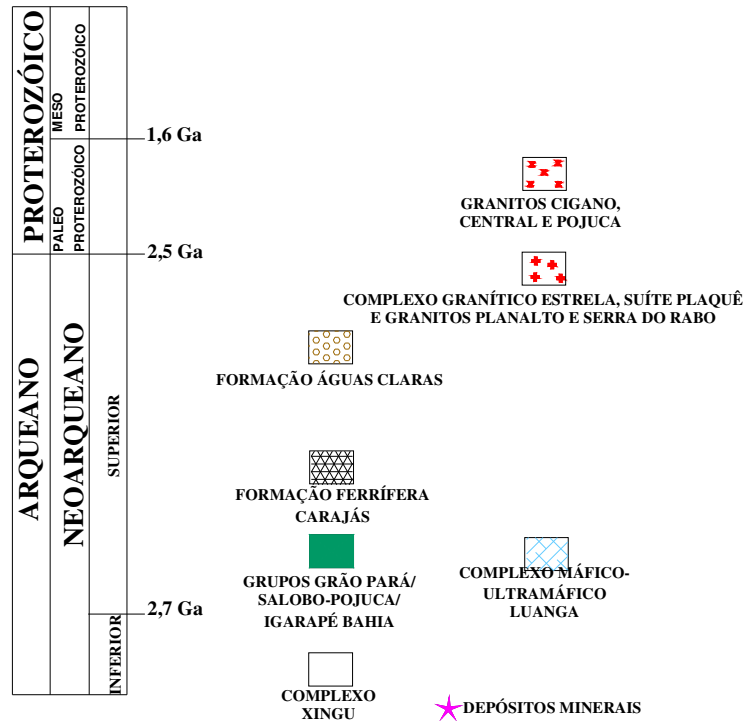 PROTEROZÓICO
MESO
PROTEROZÓICO
1,6 Ga
PALEO
PROTEROZÓICO
GRANITOS CIGANO,
CENTRAL E POJUCA
2,5 Ga
COMPLEXO GRANÍTICO ESTRELA, SUÍTE PLAQUÊ
E GRANITOS PLANALTO E SERRA DO RABO
ARQUEANO
NEOARQUEANO
SUPERIOR
FORMAÇÃO ÁGUAS CLARAS
FORMAÇÃO FERRÍFERA
CARAJÁS
GRUPOS GRÃO PARÁ/
SALOBO-POJUCA/
IGARAPÉ BAHIA
COMPLEXO MÁFICO-
ULTRAMÁFICO
LUANGA
2,7 Ga
INFERIOR
COMPLEXO
XINGU
DEPÓSITOS MINERAIS